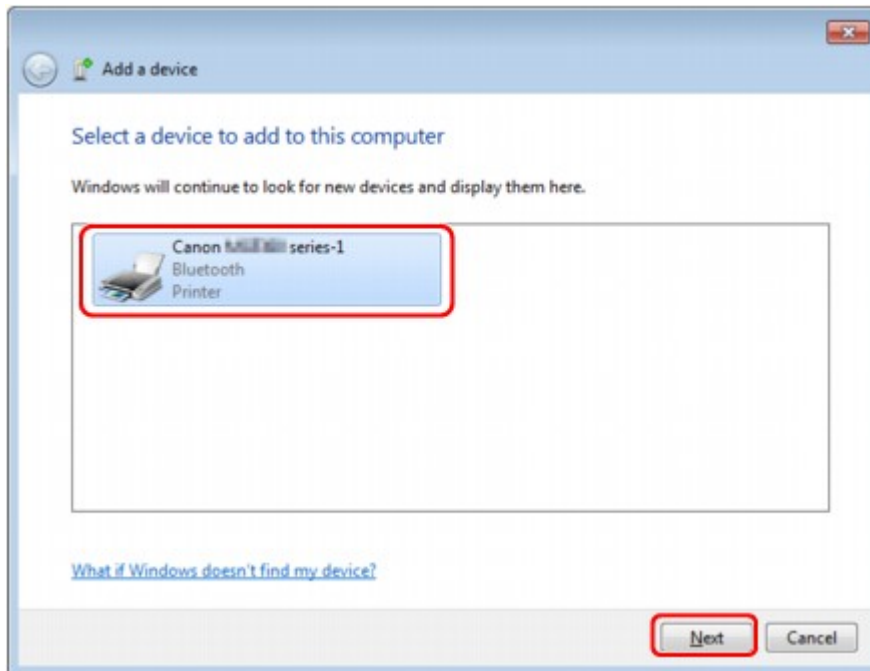 Add a device
Select a device to add to this computer
Windows will continue to look for new devices and display them here.
Canon series-1
Bluetooth
Printer
What if Windows doesn't find my device?
Next
Cancel